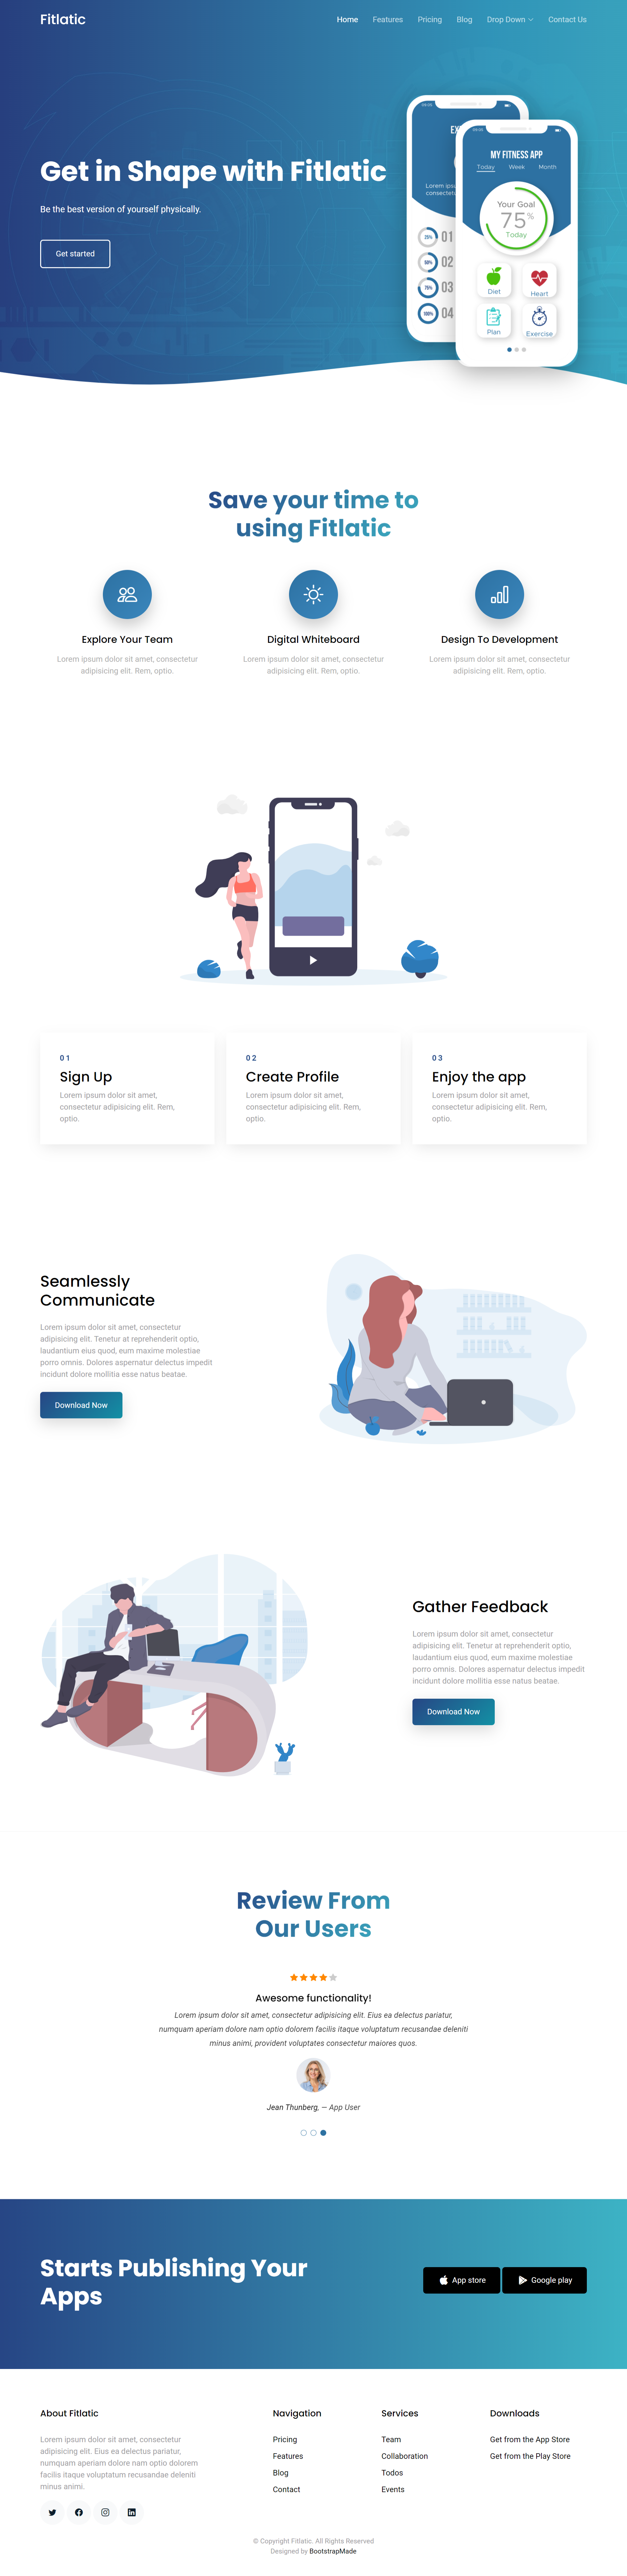 Fitlatic
Home Features Pricing Blog Drop Down Contact Us
Get in Shape with Fitlatic
Be the best version of yourself physically.
Get started
09:00
EX
Lorem ipsu
consectetu
25% 01
50% 02
75% 03
100% 04
09:00
MY FITNESS APP
Today Week Month
Your Goal
75%
Today
Diet Heart
Plan Exercise
Save your time to
using Fitlatic
Explore Your Team
Lorem ipsum dolor sit amet, consectetur
adipisicing elit. Rem, optio.
Digital Whiteboard
Lorem ipsum dolor sit amet, consectetur
adipisicing elit. Rem, optio.
Design To Development
Lorem ipsum dolor sit amet, consectetur
adipisicing elit. Rem, optio.
01
Sign Up
Lorem ipsum dolor sit amet,
consectetur adipisicing elit. Rem,
optio.
02
Create Profile
Lorem ipsum dolor sit amet,
consectetur adipisicing elit. Rem,
optio.
03
Enjoy the app
Lorem ipsum dolor sit amet,
consectetur adipisicing elit. Rem,
optio.
Seamlessly
Communicate
Lorem ipsum dolor sit amet, consectetur
adipisicing elit. Tenetur at reprehenderit optio,
laudantium eius quod, eum maxime molestiae
porro omnis. Dolores aspernatur delectus impedit
incidunt dolore mollitia esse natus beatae.
Download Now
Gather Feedback
Lorem ipsum dolor sit amet, consectetur
adipisicing elit. Tenetur at reprehenderit optio,
laudantium eius quod, eum maxime molestiae
porro omnis. Dolores aspernatur delectus impedit
incidunt dolore mollitia esse natus beatae.
Download Now
Review From
Our Users
Awesome functionality!
Lorem ipsum dolor sit amet, consectetur adipisicing elit. Eius ea delectus pariatur,
numquam aperiam dolore nam optio dolorem facilis itaque voluptatum recusandae deleniti
minus animi, provident voluptates consectetur maiores quos.
Jean Thunberg, — App User
Starts Publishing Your
Apps
App store Google play
About Fitlatic
Lorem ipsum dolor sit amet, consectetur
adipisicing elit. Eius ea delectus pariatur,
numquam aperiam dolore nam optio dolorem
facilis itaque voluptatum recusandae deleniti
minus animi.
Navigation
Pricing
Features
Blog
Contact
Services
Team
Collaboration
Todos
Events
Downloads
Get from the App Store
Get from the Play Store
© Copyright Fitlatic. All Rights Reserved
Designed by BootstrapMade